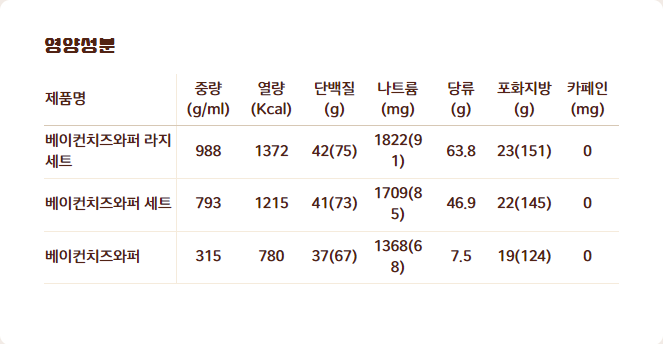 영양성분
제품명 중량 (g/ml) 열량 (Kcal) 단백질 (g) 나트륨 (mg) 당류 (g) 포화지방 (g) 카페인 (mg)
베이컨치즈와퍼 라지 세트 988 1372 42(75) 1822(91) 63.8 23(151) 0
베이컨치즈와퍼 세트 793 1215 41(73) 1709(85) 46.9 22(145) 0
베이컨치즈와퍼 315 780 37(67) 1368(68) 7.5 19(124) 0